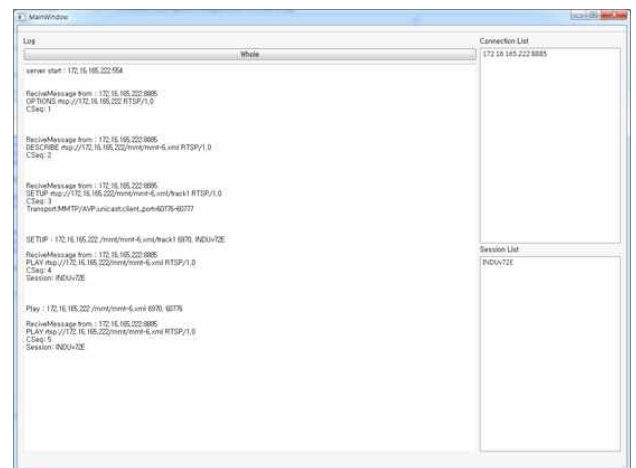 MainWindow
Log
Whole
server start : 172.16.165.222:554
ReciveMessage from : 172.16.165.222:8885
OPTIONS rtsp://172.16.165.222 RTSP/1.0
CSeq: 1
ReciveMessage from : 172.16.165.222:8885
DESCRIBE rtsp://172.16.165.222/mmt/mmt-6.xml RTSP/1.0
CSeq: 2
ReciveMessage from : 172.16.165.222:8885
SETUP rtsp://172.16.165.222/mmt/mmt-6.xml/track1 RTSP/1.0
CSeq: 3
Transport:MMTP/AVP;unicast;client_port=60776-60777
SETUP : 172.16.165.222 /mmt/mmt-6.xml/track1 6970, INDUv72E
ReciveMessage from : 172.16.165.222:8885
PLAY rtsp://172.16.165.222/mmt/mmt-6.xml RTSP/1.0
CSeq: 4
Session: INDUv72E
Play : 172.16.165.222 /mmt/mmt-6.xml 6970, 60776
ReciveMessage from : 172.16.165.222:8885
PLAY rtsp://172.16.165.222/mmt/mmt-6.xml RTSP/1.0
CSeq: 5
Session: INDUv72E
Connection List
172.16.165.222:8885
Session List
INDUv72E